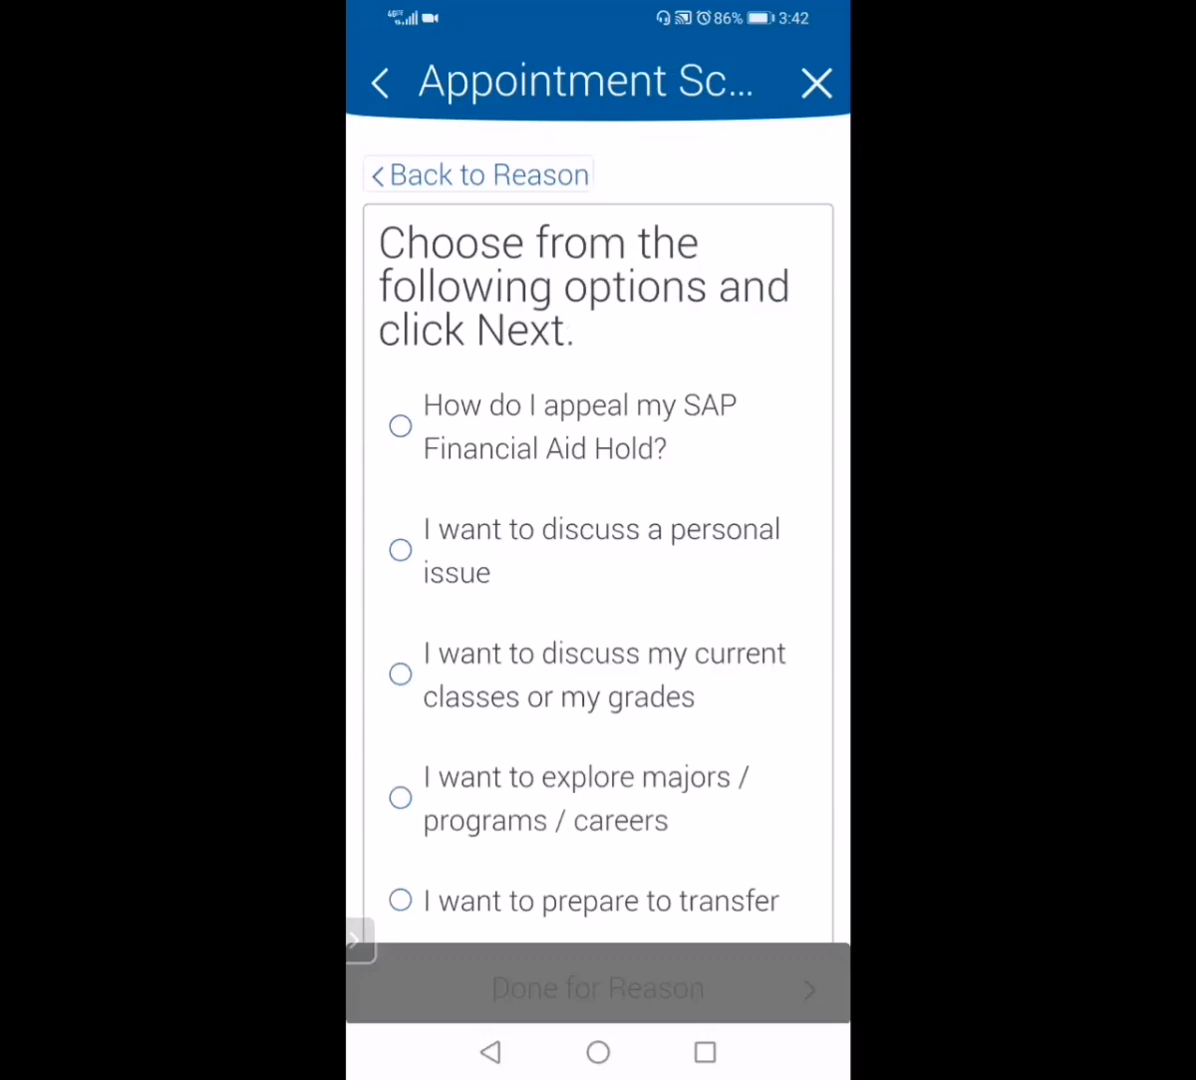 86% 3:42
Appointment Sc...
Back to Reason
Choose from the
following options and
click Next.
How do I appeal my SAP
Financial Aid Hold?
I want to discuss a personal
issue
I want to discuss my current
classes or my grades
I want to explore majors /
programs / careers
I want to prepare to transfer
Done for Reason